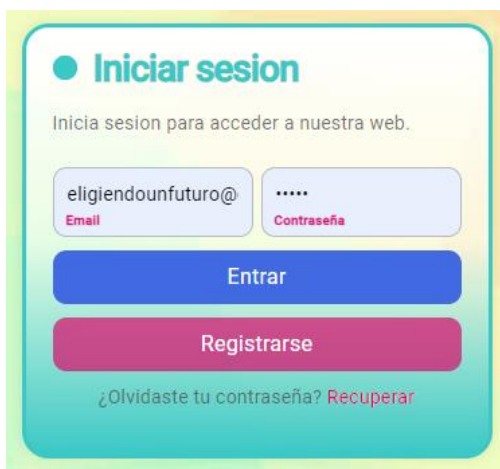 Iniciar sesion
Inicia sesion para acceder a nuestra web.
eligiendounfuturo@ •••••
Email Contraseña
Entrar
Registrarse
¿Olvidaste tu contraseña? Recuperar